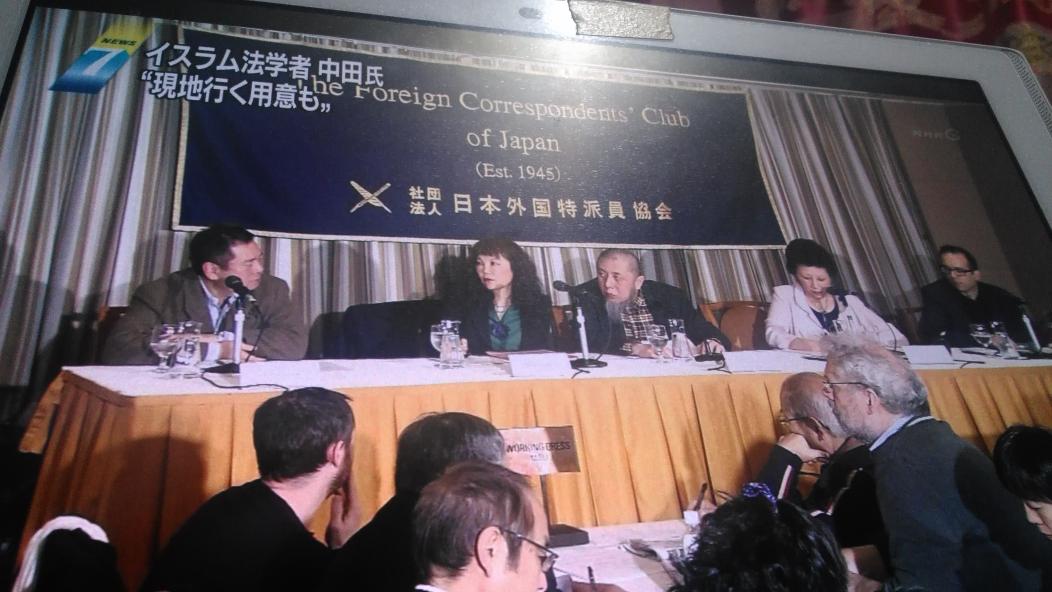 NEWS
7
イスラム法学者 中田氏
“現地行く用意も„
The Foreign Correspondents' Club
of Japan
(Est. 1945)
社団
法人 日本外国特派員協会
NHK G
WORKING PRESS